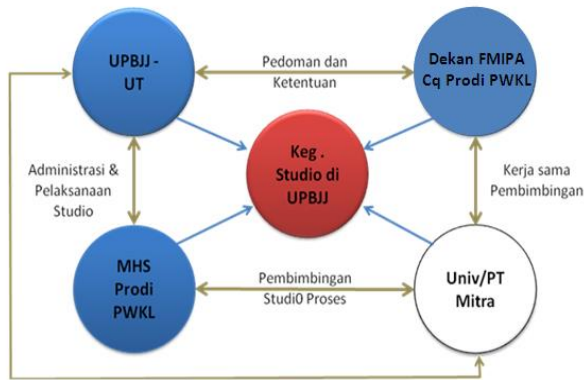 UPBJJ -
UT
Pedoman dan
Ketentuan
Dekan FMIPA
Cq Prodi PWKL
Keg .
Studio di
UPBJJ
Administrasi &
Pelaksanaan
Studio
Kerja sama
Pembimbingan
MHS
Prodi
PWKL
Pembimbingan
Studi0 Proses
Univ/PT
Mitra